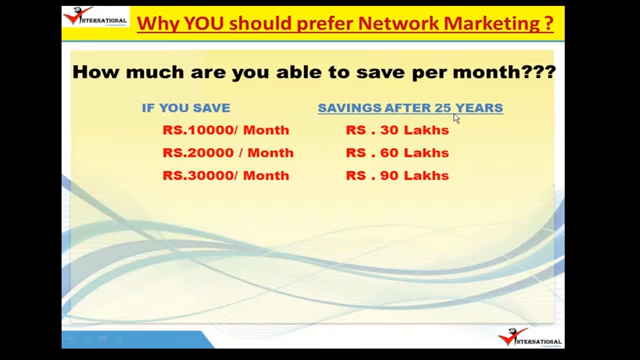 INTERNATIONAL
Why YOU should prefer Network Marketing ?
How much are you able to save per month???
IF YOU SAVE SAVINGS AFTER 25 YEARS
RS.10000/ Month RS . 30 Lakhs
RS.20000 / Month RS . 60 Lakhs
RS.30000/ Month RS . 90 Lakhs
INTERNATIONAL